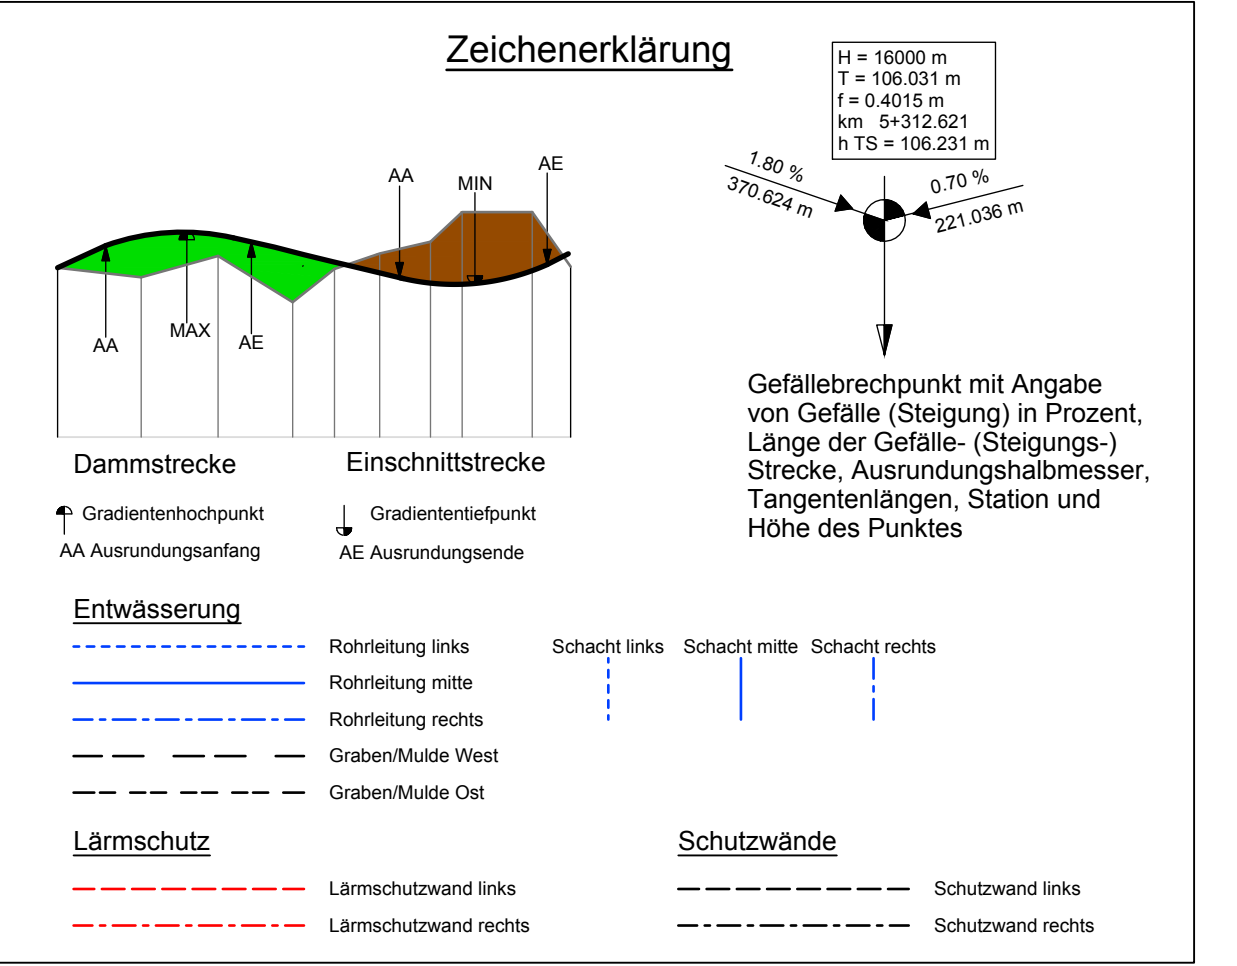 Zeichenerklärung
H = 16000 m
T = 106.031 m
f = 0.4015 m
km 5+312.621
h TS = 106.231 m
1.80 %
370.624 m
0.70 %
221.036 m
AA
MIN
AE
AA
MAX
AE
Gefällebrechpunkt mit Angabe
von Gefälle (Steigung) in Prozent,
Länge der Gefälle- (Steigungs-)
Strecke, Ausrundungshalbmesser,
Tangentenlängen, Station und
Höhe des Punktes
Dammstrecke
Einschnittstrecke
Gradientenhochpunkt
Gradiententiefpunkt
AA Ausrundungsanfang
AE Ausrundungsende
Entwässerung
Rohrleitung links
Rohrleitung mitte
Rohrleitung rechts
Graben/Mulde West
Graben/Mulde Ost
Schacht links
Schacht mitte
Schacht rechts
Lärmschutz
Lärmschutzwand links
Lärmschutzwand rechts
Schutzwände
Schutzwand links
Schutzwand rechts